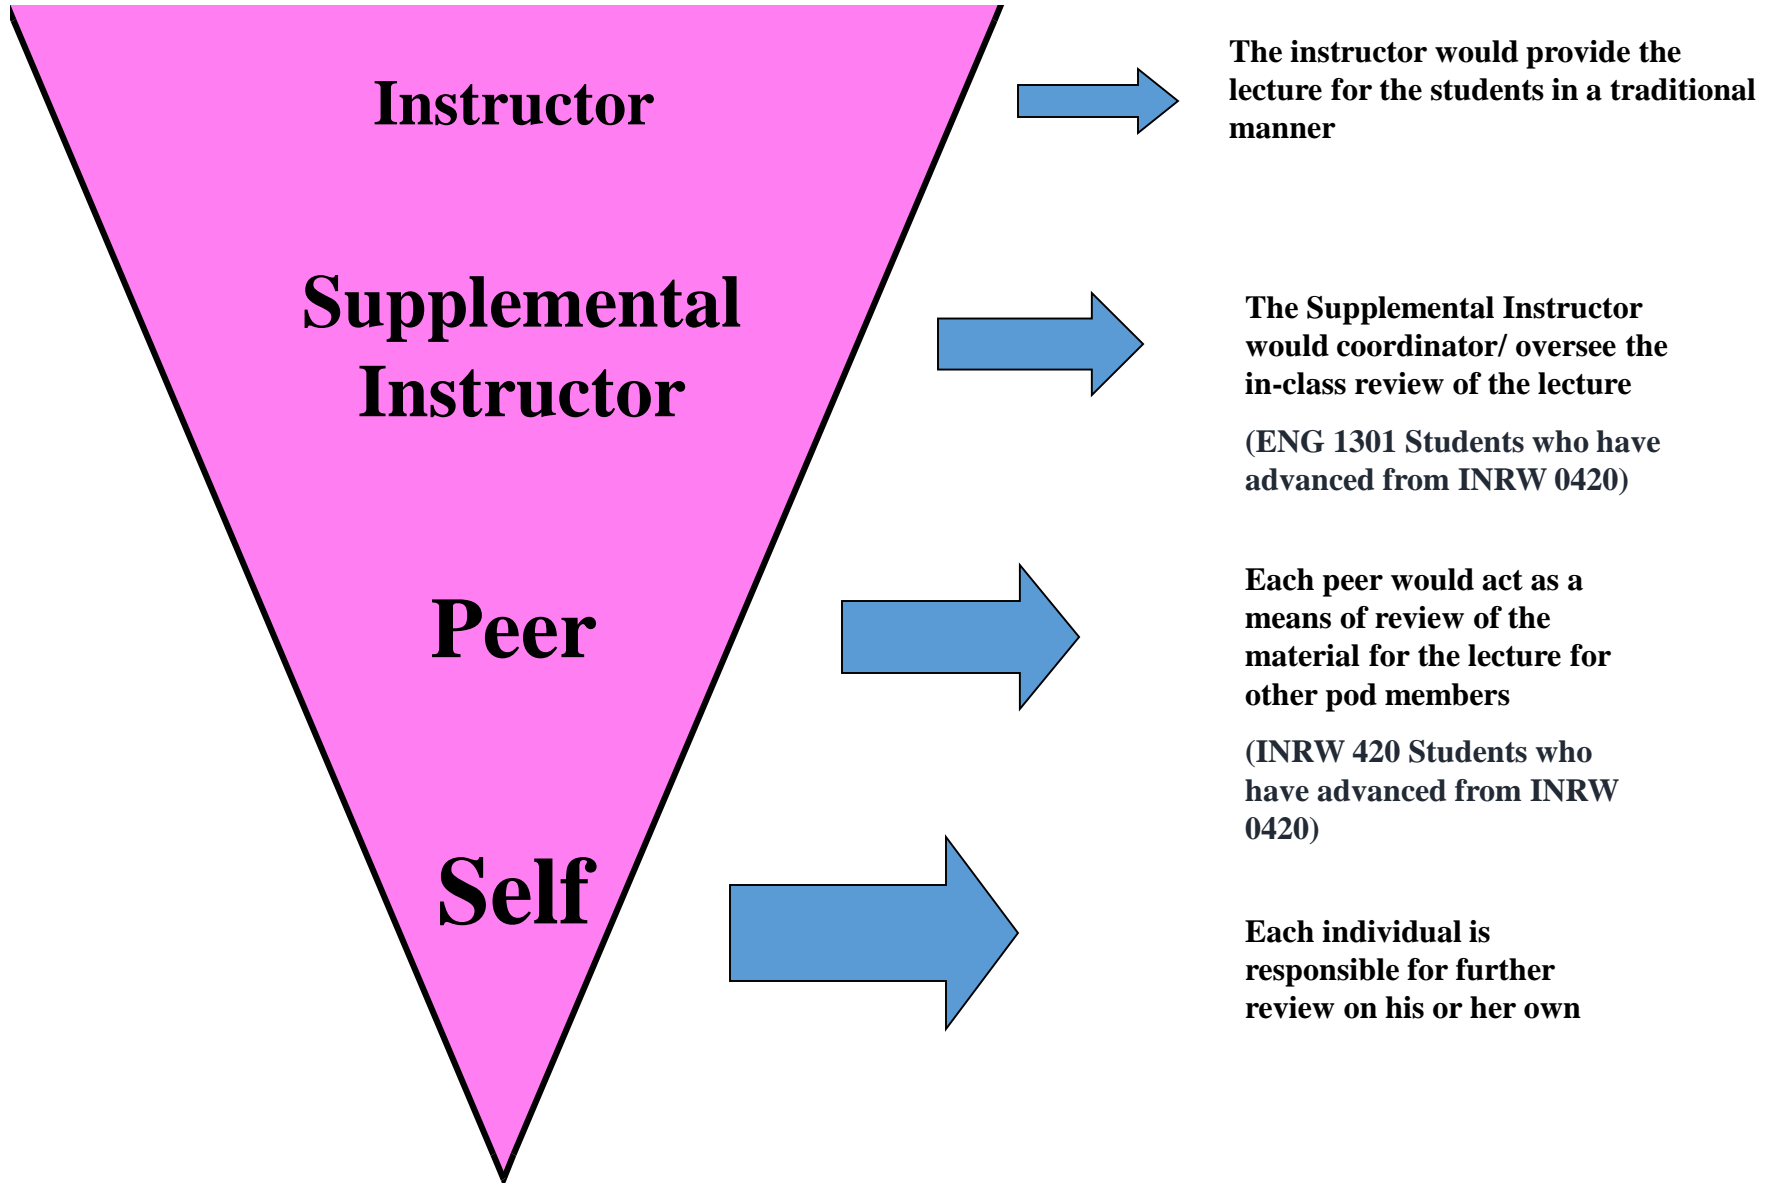 Instructor
The instructor would provide the
lecture for the students in a traditional
manner
Supplemental
Instructor
The Supplemental Instructor
would coordinator/ oversee the
in-class review of the lecture
(ENG 1301 Students who have
advanced from INRW 0420)
Peer
Each peer would act as a
means of review of the
material for the lecture for
other pod members
(INRW 420 Students who
have advanced from INRW
0420)
Self
Each individual is
responsible for further
review on his or her own